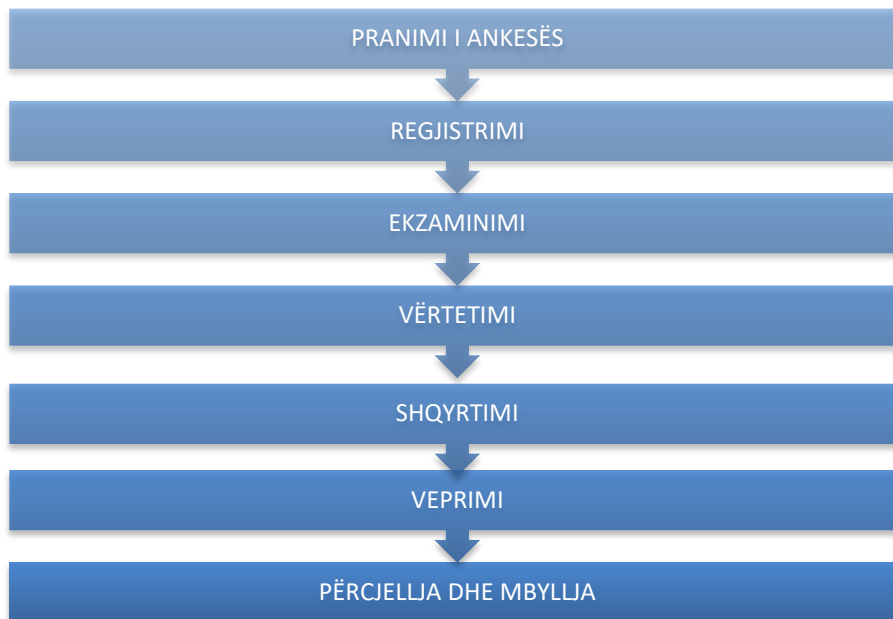 PRANIMI I ANKESËS
REGJISTRIMI
EKZAMINIMI
VËRTETIMI
SHQYRTIMI
VEPRIMI
PËRCJELLJA DHE MBYLLJA